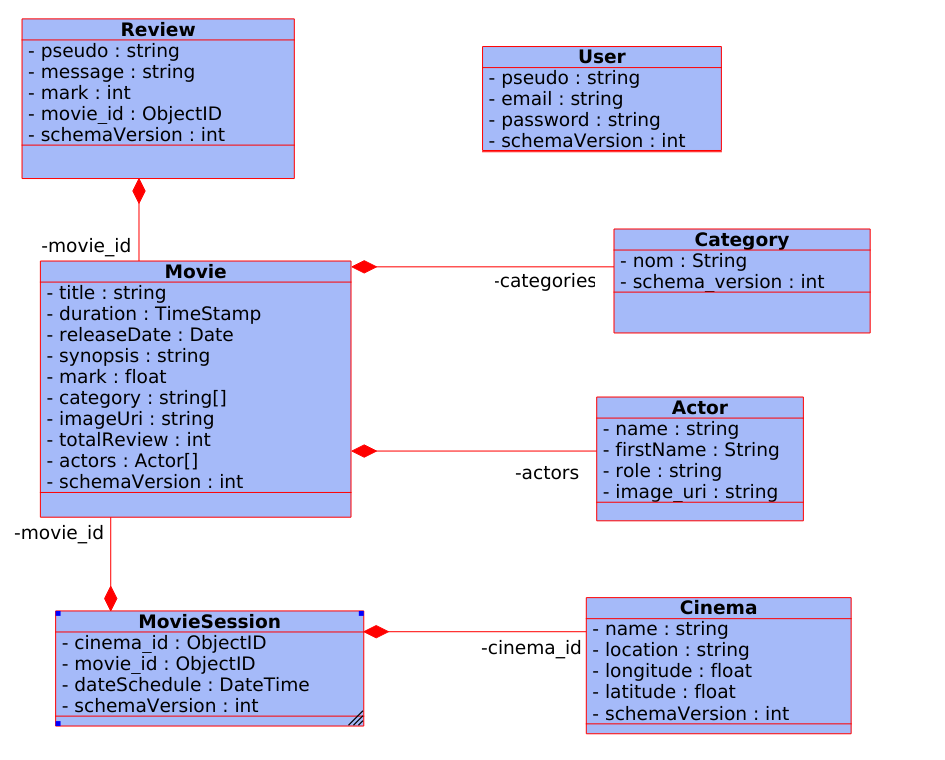 Review
- pseudo : string
- message : string
- mark : int
- movie_id : ObjectID
- schemaVersion : int
User
- pseudo : string
- email : string
- password : string
- schemaVersion : int
-movie_id
Movie
- title : string
- duration : TimeStamp
- releaseDate : Date
- synopsis : string
- mark : float
- category : string[]
- imageUri : string
- totalReview : int
- actors : Actor[]
- schemaVersion : int
-categories
Category
- nom : String
- schema_version : int
-actors
Actor
- name : string
- firstName : String
- role : string
- image_uri : string
-movie_id
MovieSession
- cinema_id : ObjectID
- movie_id : ObjectID
- dateSchedule : DateTime
- schemaVersion : int
-cinema_id
Cinema
- name : string
- location : string
- longitude : float
- latitude : float
- schemaVersion : int